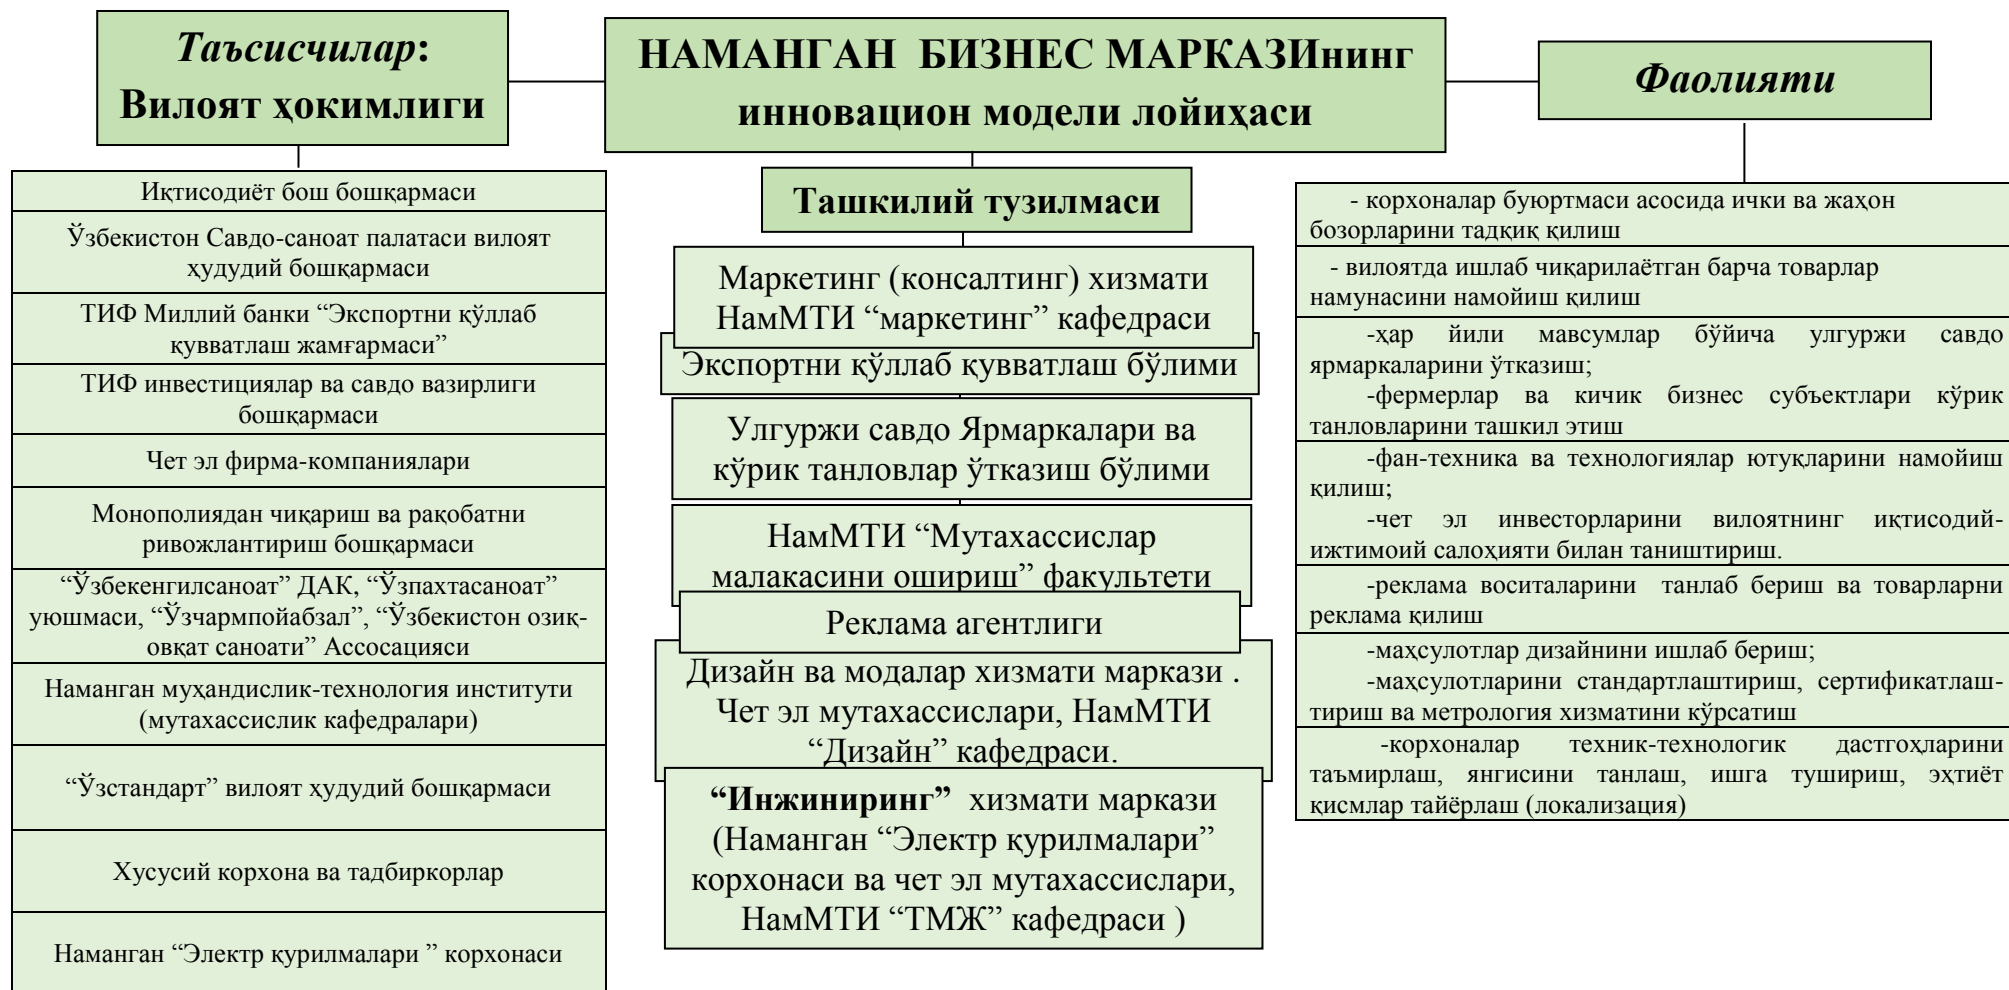 Таъсисчилар:
Вилоят ҳокимлиги
НАМАНГАН БИЗНЕС МАРКАЗИнинг
инновацион модели лойиҳаси
Фаолияти
Иқтисодиёт бош бошқармаси
Ўзбекистон Савдо-саноат палатаси вилоят
ҳудудий бошқармаси
ТИФ Миллий банки “Экспортни қўллаб
қувватлаш жамғармаси”
ТИФ инвестициялар ва савдо вазирлиги
бошқармаси
Чет эл фирма-компаниялари
Монополиядан чиқариш ва рақобатни
ривожлантириш бошқармаси
“Ўзбекенгилсаноат” ДАК, “Ўзпахтасаноат”
уюшмаси, “Ўзчармпойабзал”, “Ўзбекистон озиқ-
овқат саноати” Ассосацияси
Наманган муҳандислик-технология институти
(мутахассислик кафедралари)
“Ўзстандарт” вилоят ҳудудий бошқармаси
Хусусий корхона ва тадбиркорлар
Наманган “Электр қурилмалари ” корхонаси
Ташкилий тузилмаси
Маркетинг (консалтинг) хизмати
НамМТИ “маркетинг” кафедраси
Экспортни қўллаб қувватлаш бўлими
Улгуржи савдо Ярмаркалари ва
кўрик танловлар ўтказиш бўлими
НамМТИ “Мутахассислар
малакасини ошириш” факультети
Реклама агентлиги
Дизайн ва модалар хизмати маркази .
Чет эл мутахассислари, НамМТИ
“Дизайн” кафедраси.
“Инжиниринг” хизмати маркази
(Наманган “Электр қурилмалари”
корхонаси ва чет эл мутахассислари,
НамМТИ “ТМЖ” кафедраси )
- корхоналар буюртмаси асосида ички ва жаҳон
бозорларини тадқиқ қилиш
- вилоятда ишлаб чиқарилаётган барча товарлар
намунасини намойиш қилиш
-ҳар йили мавсумлар бўйича улгуржи савдо
ярмаркаларини ўтказиш;
-фермерлар ва кичик бизнес субъектлари кўрик
танловларини ташкил этиш
-фан-техника ва технологиялар ютуқларини намойиш
қилиш;
-чет эл инвесторларини вилоятнинг иқтисодий-
ижтимоий салоҳияти билан таништириш.
-реклама воситаларини танлаб бериш ва товарларни
реклама қилиш
-маҳсулотлар дизайнини ишлаб бериш;
-маҳсулотларини стандартлаштириш, сертификатлаш-
тириш ва метрология хизматини кўрсатиш
-корхоналар техник-технологик дастгоҳларини
таъмирлаш, янгисини танлаш, ишга тушириш, эҳтиёт
қисмлар тайёрлаш (локализация)